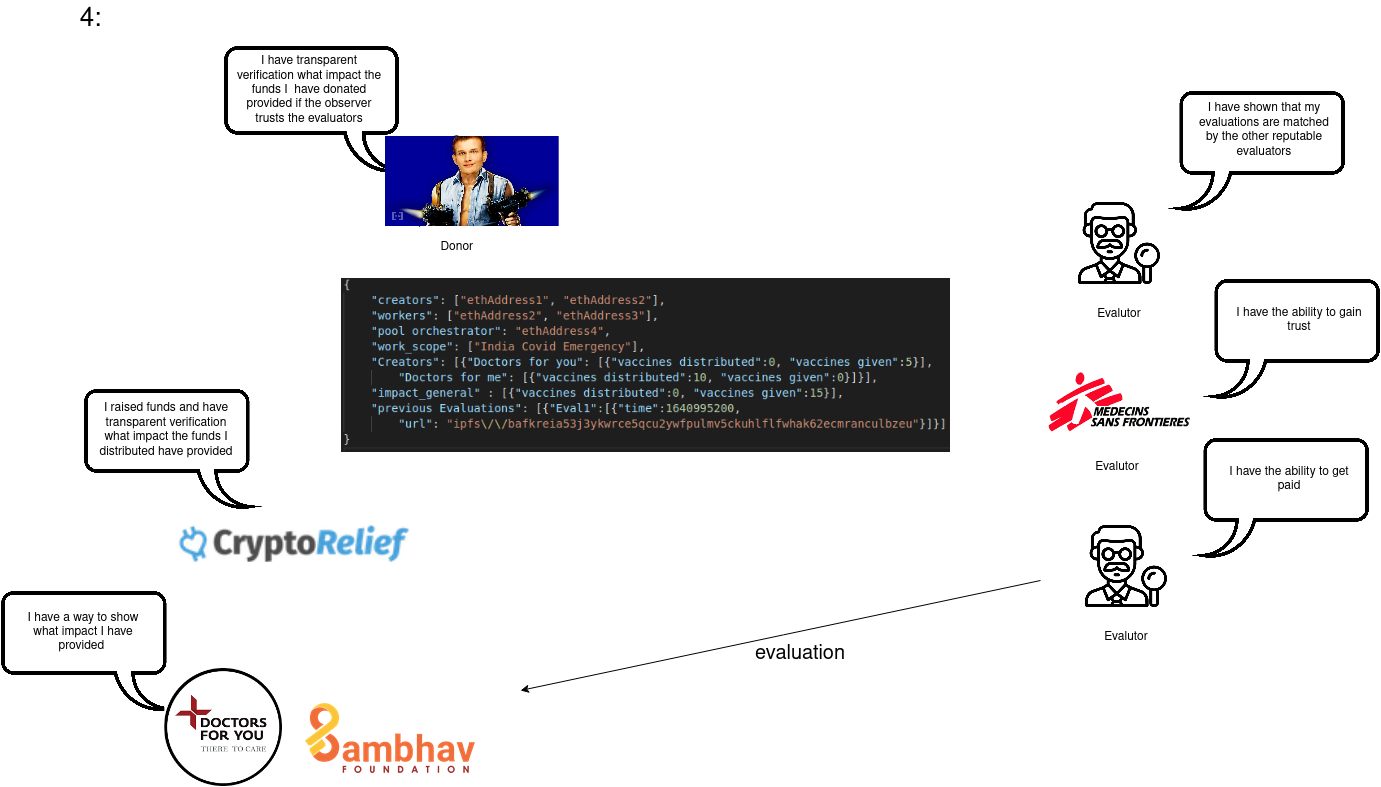 4:
I have transparent
verification what impact the
funds I have donated
provided if the observer
trusts the evaluators
I have shown that my
evaluations are matched
by the other reputable
evaluators
Donor
{
"creators": ["ethAddress1", "ethAddress2"],
"workers": ["ethAddress2", "ethAddress3"],
"pool orchestrator": "ethAddress4",
"work_scope": ["India Covid Emergency"],
"Creators": [{"Doctors for you": [{"vaccines distributed":0, "vaccines given":5}],
"Doctors for me": [{"vaccines distributed":10, "vaccines given":0}]}],
"impact_general" : [{"vaccines distributed":0, "vaccines given":15}],
"previous Evaluations": [{"Eval1":[{"time":1640995200,
"url": "ipfs\/\/bafkreia53j3ykwrce5qcu2ywfpulmv5ckuhlflfwhak62ecmranculbzeu"}]}]
}
Evalutor
I have the ability to gain
trust
MEDECINS
SANS FRONTIERES
Evalutor
I raised funds and have
transparent verification
what impact the funds I
distributed have provided
I have the ability to get
paid
CryptoRelief
Evalutor
evaluation
I have a way to show
what impact I have
provided
DOCTORS
FOR YOU
THERE TO CARE
Sambhav
FOUNDATION